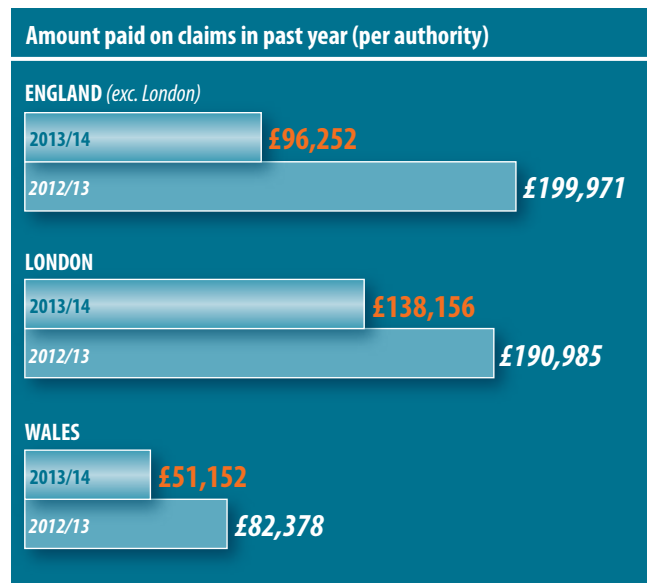 Amount paid on claims in past year (per authority)
ENGLAND (exc. London)
2013/14 £96,252
2012/13 £199,971
LONDON
2013/14 £138,156
2012/13 £190,985
WALES
2013/14 £51,152
2012/13 £82,378